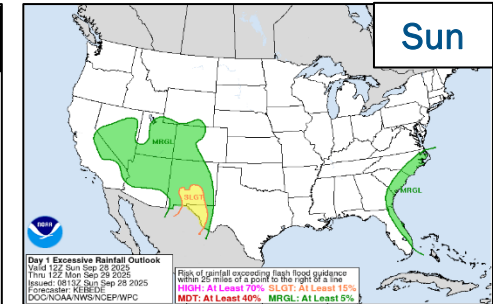 Sun
MRGL
SLGT
MRGL
NOAA
Day 1 Excessive Rainfall Outlook
Valid 12Z Sun Sep 28 2025
Thru 12Z Mon Sep 29 2025
Issued: 0813Z Sun Sep 28 2025
Forecaster: KEBEDE
DOC/NOAA/NWS/NCEP/WPC
Risk of rainfall exceeding flash flood guidance
within 25 miles of a point to the right of a line
HIGH: At Least 70% SLGT: At Least 15%
MDT: At Least 40% MRGL: At Least 5%